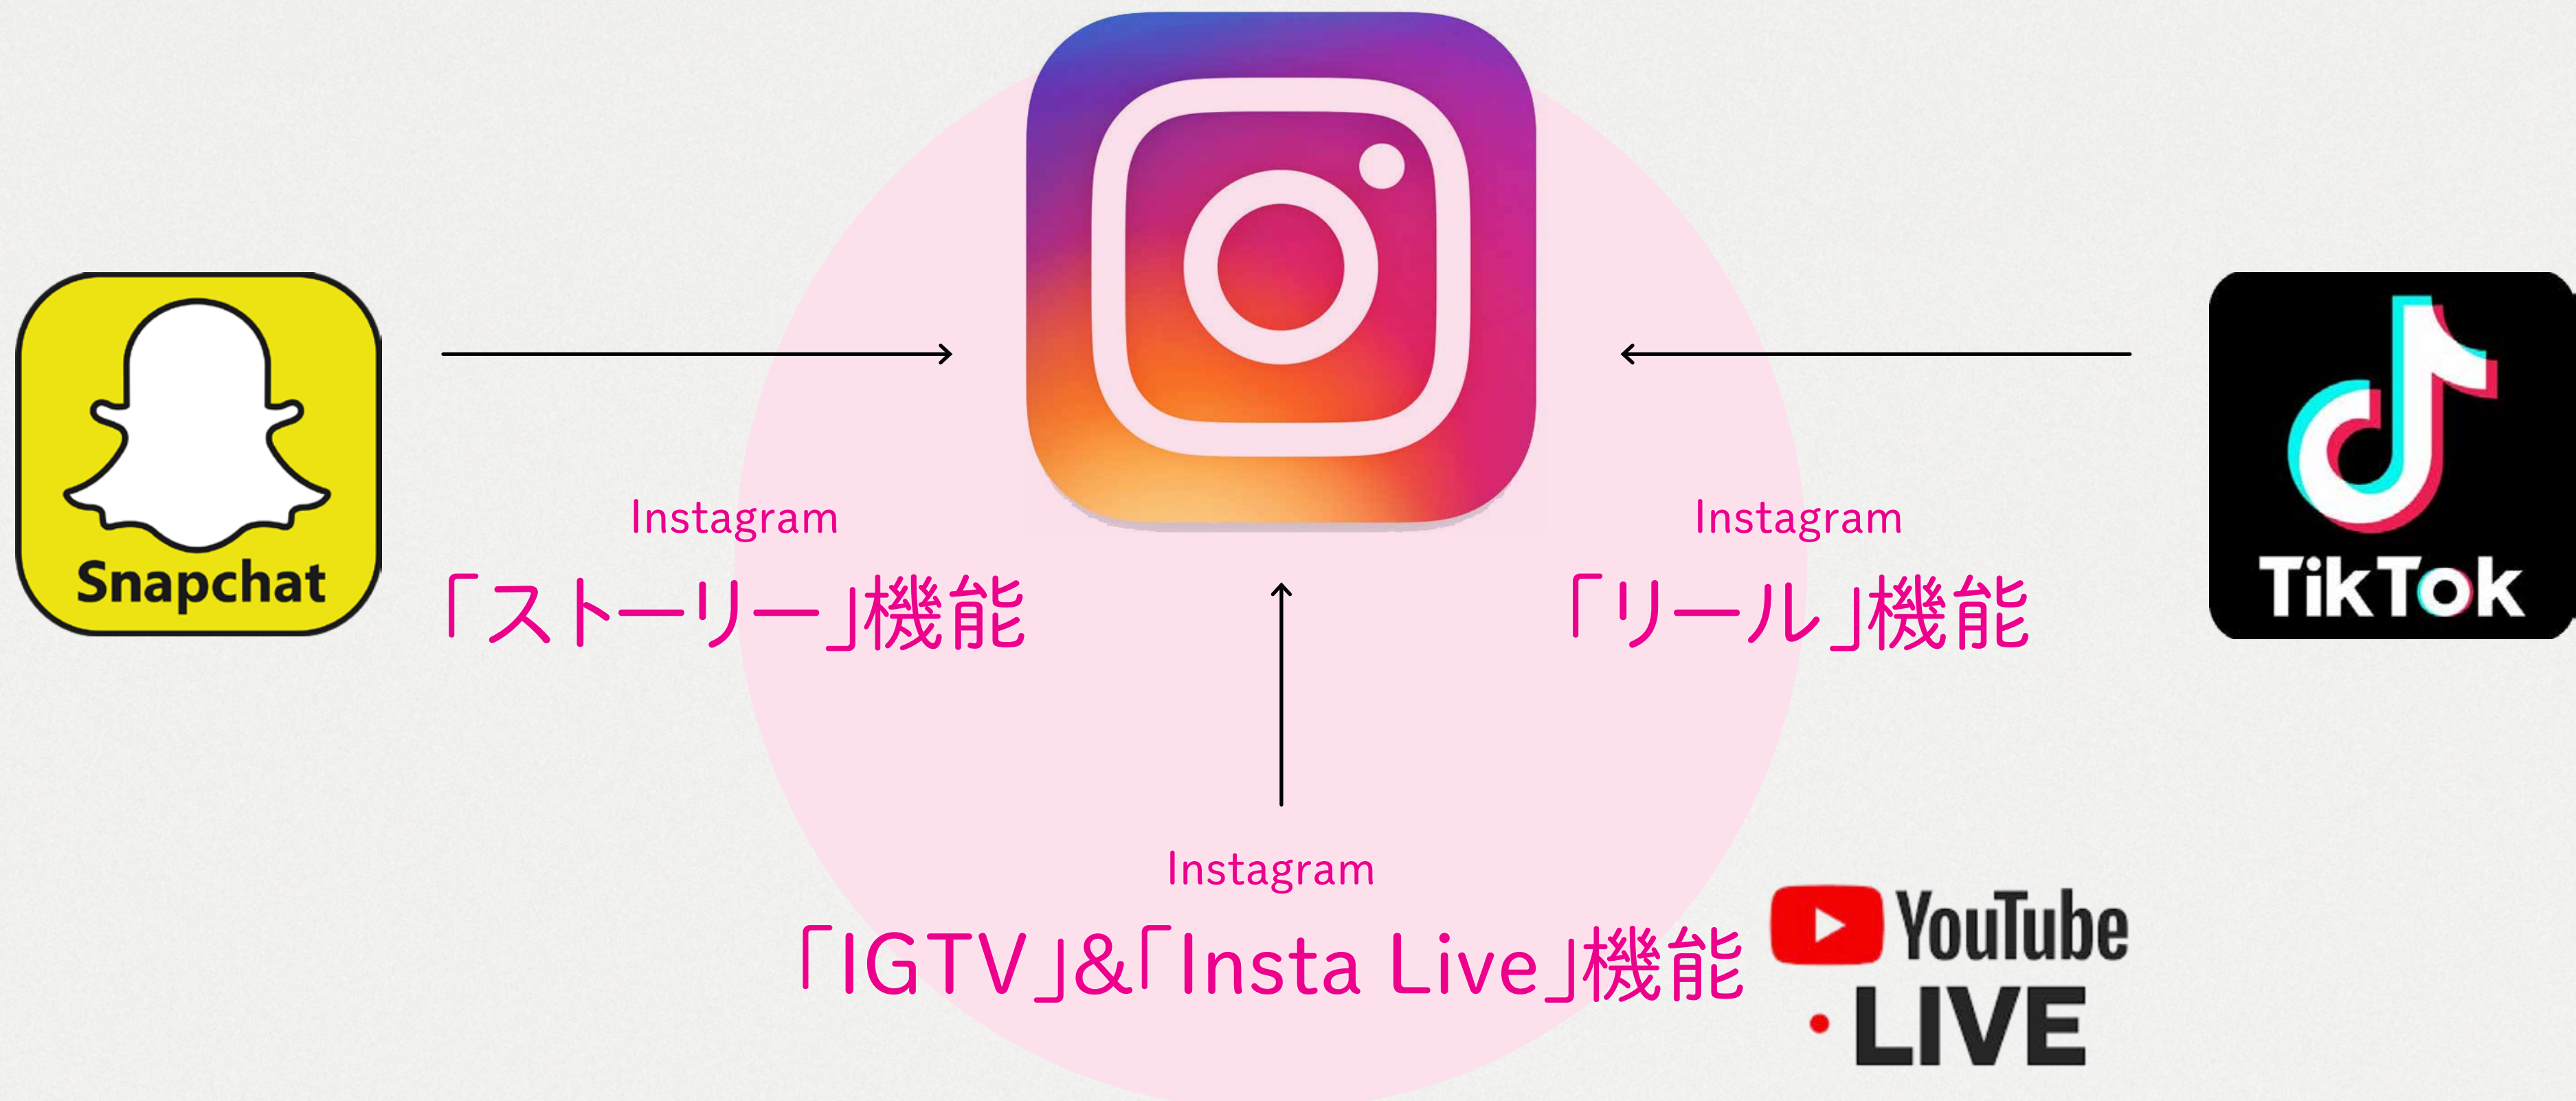 Snapchat
Instagram
「ストーリー」機能
Instagram
「リール」機能
TikTok
Instagram
「IGTV」&「Insta Live」機能
YouTube
LIVE